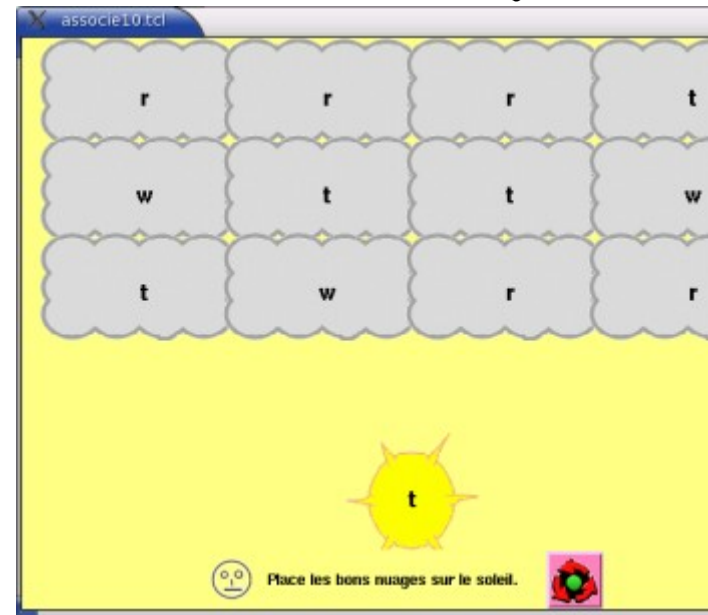 associe10.tcl
r r r t
w t t w
t w r r
t
Place les bons nuages sur le soleil.